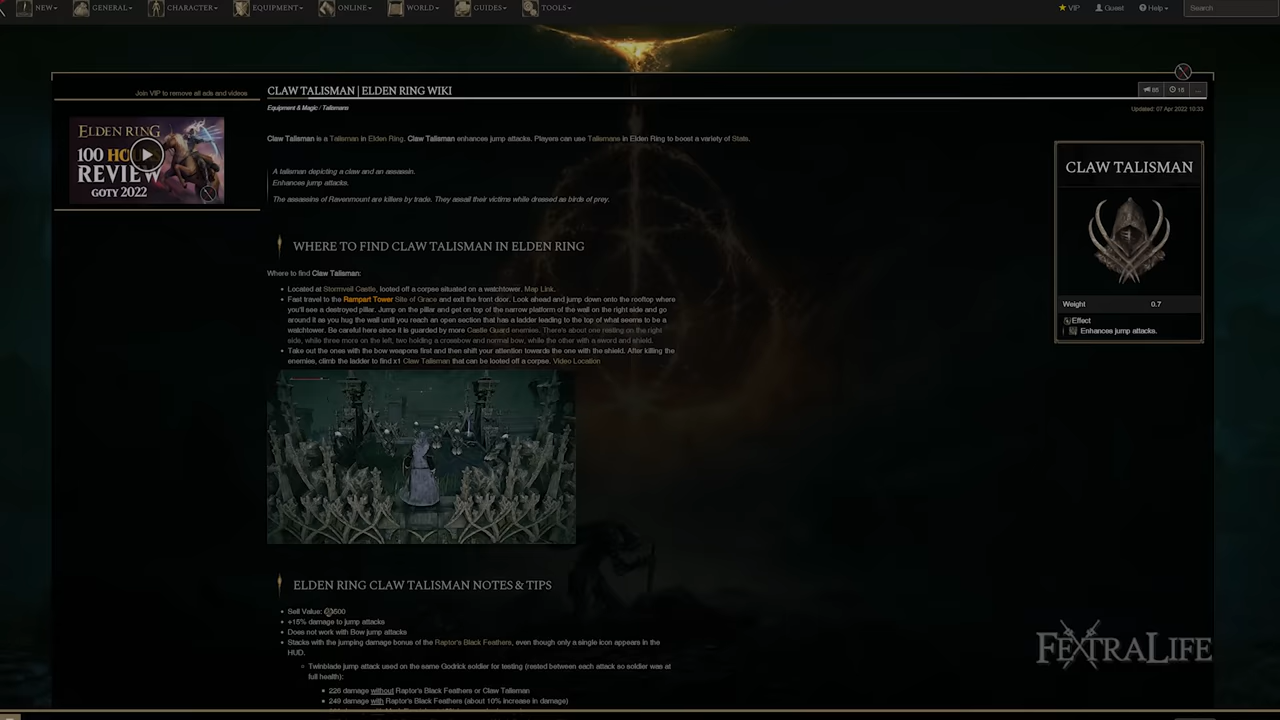 NEW
GENERAL
CHARACTER
EQUIPMENT
ONLINE
WORLD
GUIDES
TOOLS
VIP
Guest
Help
Search
Join VIP to remove all ads and videos
ELDEN RING
100 HO
REVIEW
GOTY 2022
CLAW TALISMAN | ELDEN RING WIKI
Equipment & Magic / Talismans
Updated: 07 Apr 2022 10:33
Claw Talisman is a Talisman in Elden Ring. Claw Talisman enhances jump attacks. Players can use Talismans in Elden Ring to boost a variety of Stats.
A talisman depicting a claw and an assassin.
Enhances jump attacks.
The assassins of Ravenmount are killers by trade. They assail their victims while dressed as birds of prey.
WHERE TO FIND CLAW TALISMAN IN ELDEN RING
Where to find Claw Talisman:
Located at Stormveil Castle, looted off a corpse situated on a watchtower. Map Link.
Fast travel to the Rampart Tower Site of Grace and exit the front door. Look ahead and jump down onto the rooftop where
you'll see a destroyed pillar. Jump on the pillar and get on top of the narrow platform of the wall on the right side and go
around it as you hug the wall until you reach an open section that has a ladder leading to the top of what seems to be a
watchtower. Be careful here since it is guarded by more Castle Guard enemies. There's about one resting on the right
side, while three more on the left, two holding a crossbow and normal bow, while the other with a sword and shield.
Take out the ones with the bow weapons first and then shift your attention towards the one with the shield. After killing the
enemies, climb the ladder to find x1 Claw Talisman that can be looted off a corpse. Video Location
CLAW TALISMAN
Weight 0.7
Effect
Enhances jump attacks.
ELDEN RING CLAW TALISMAN NOTES & TIPS
Sell Value: 500
+15% damage to jump attacks
Does not work with Bow jump attacks
Stacks with the jumping damage bonus of the Raptor's Black Feathers, even though only a single icon appears in the
HUD.
Twinblade jump attack used on the same Godrick soldier for testing (rested between each attack so soldier was at
full health):
226 damage without Raptor's Black Feathers or Claw Talisman
249 damage with Raptor's Black Feathers (about 10% increase in damage)
FEXTRALIFE